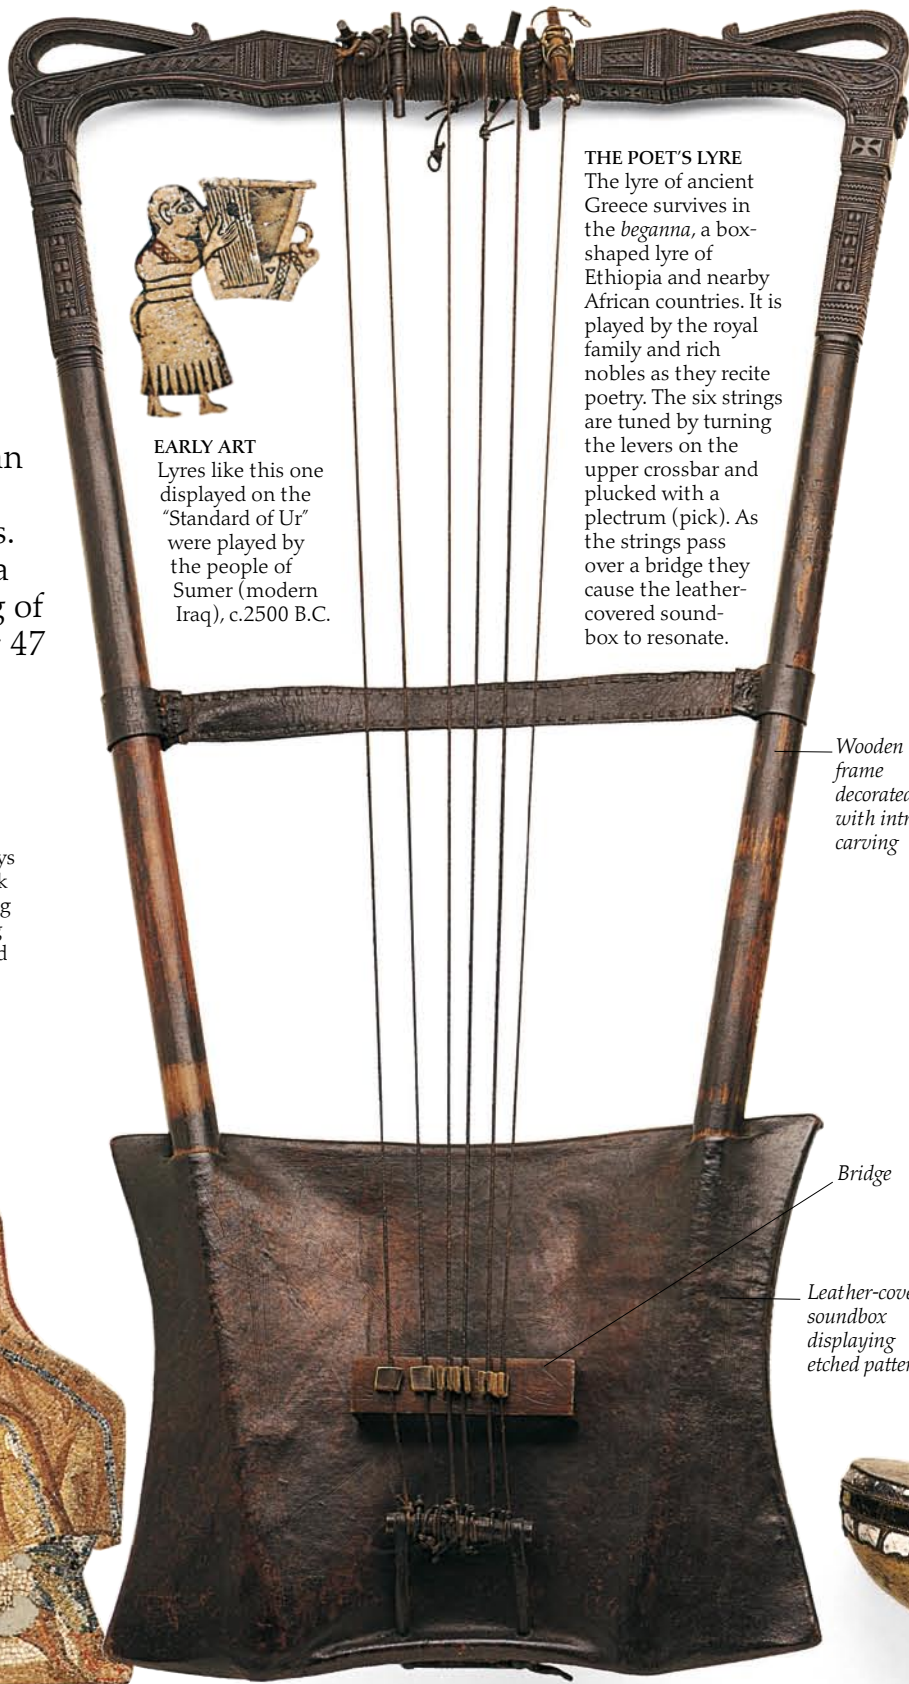 THE POET'S LYRE
The lyre of ancient
Greece survives in
the beganna, a box-
shaped lyre of
Ethiopia and nearby
African countries. It is
played by the royal
family and rich
nobles as they recite
poetry. The six strings
are tuned by turning
the levers on the
upper crossbar and
plucked with a
plectrum (pick). As
the strings pass
over a bridge they
cause the leather-
covered sound-
box to resonate.
EARLY ART
Lyres like this one
displayed on the
"Standard of Ur"
were played by
the people of
Sumer (modern
Iraq), c.2500 B.C.
47
Wooden
frame
with
carving
Bridge
soundbox
displaying
etched